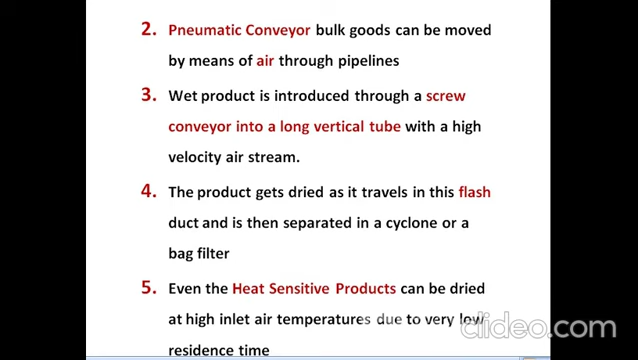 2. Pneumatic Conveyor bulk goods can be moved
by means of air through pipelines
3. Wet product is introduced through a screw
conveyor into a long vertical tube with a high
velocity air stream.
4. The product gets dried as it travels in this flash
duct and is then separated in a cyclone or a
bag filter
5. Even the Heat Sensitive Products can be dried
at high inlet air temperatures due to very low
residence time
clideo.com